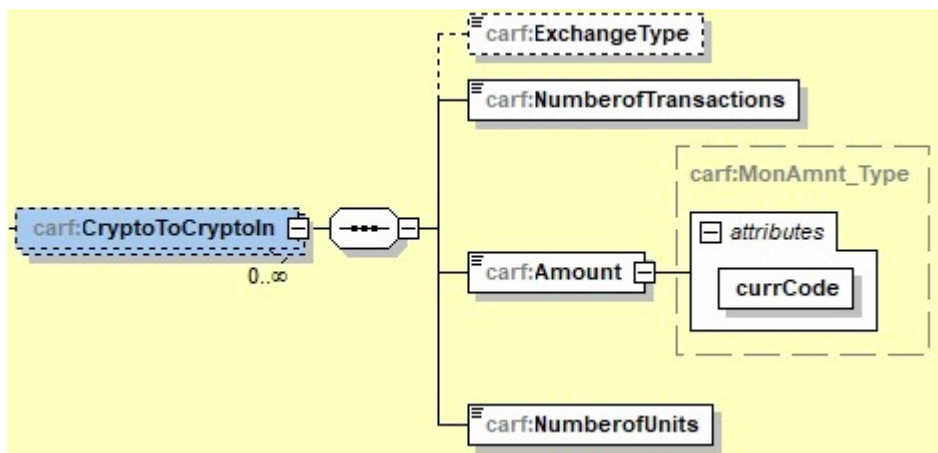 carf:ExchangeType
carf:NumberofTransactions
carf:MonAmnt_Type
attributes
carf:CryptoToCryptoIn
0..∞
carf:Amount
currCode
carf:NumberofUnits